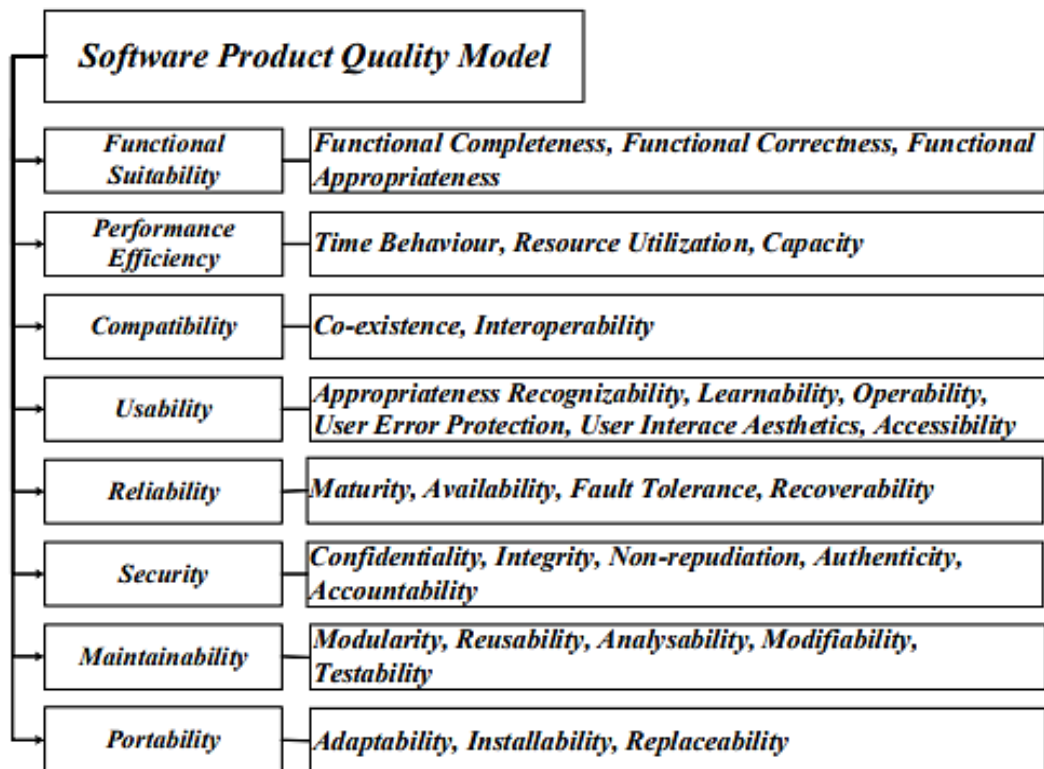 Software Product Quality Model
Functional
Suitability
Functional Completeness, Functional Correctness, Functional
Appropriateness
Performance
Efficiency
Time Behaviour, Resource Utilization, Capacity
Compatibility
Co-existence, Interoperability
Usability
Appropriateness Recognizability, Learnability, Operability,
User Error Protection, User Interace Aesthetics, Accessibility
Reliability
Maturity, Availability, Fault Tolerance, Recoverability
Security
Confidentiality, Integrity, Non-repudiation, Authenticity,
Accountability
Maintainability
Modularity, Reusability, Analysability, Modifiability,
Testability
Portability
Adaptability, Installability, Replaceability